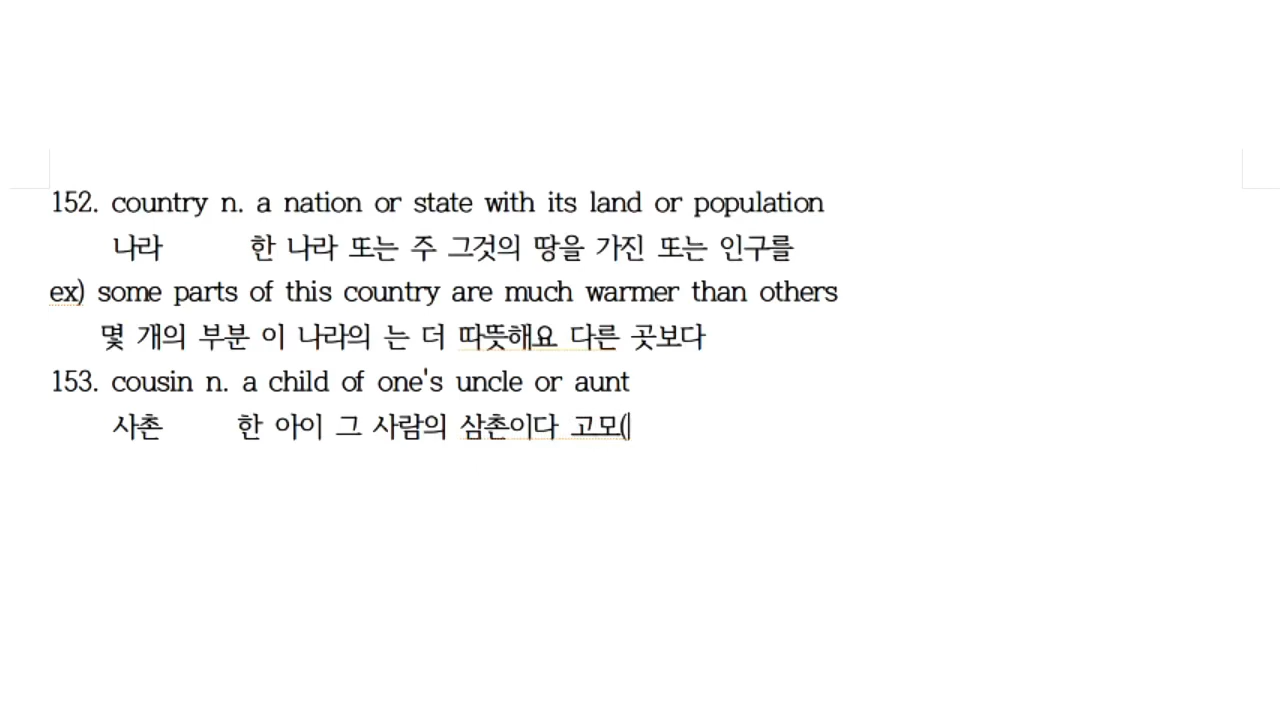 152. country n. a nation or state with its land or population
나라 한 나라 또는 주 그것의 땅을 가진 또는 인구를
ex) some parts of this country are much warmer than others
몇 개의 부분 이 나라의 는 더 따뜻해요 다른 곳보다
153. cousin n. a child of one's uncle or aunt
사촌 한 아이 그 사람의 삼촌이다 고모(